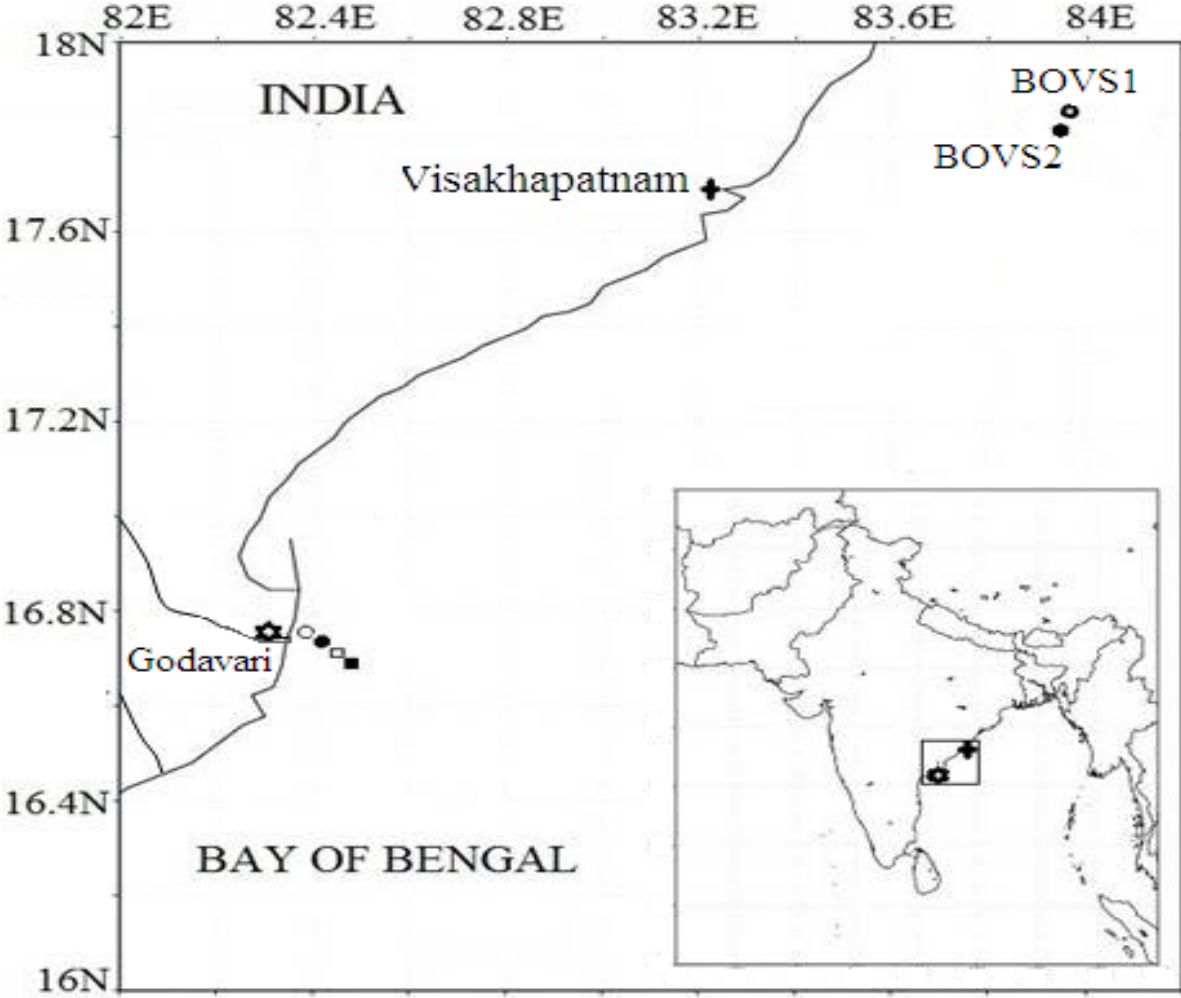 82E 82.4E 82.8E 83.2E 83.6E 84E
18N
INDIA
BOVS1
BOVS2
Visakhapatnam
17.6N
17.2N
16.8N
Godavari
16.4N
BAY OF BENGAL
16N